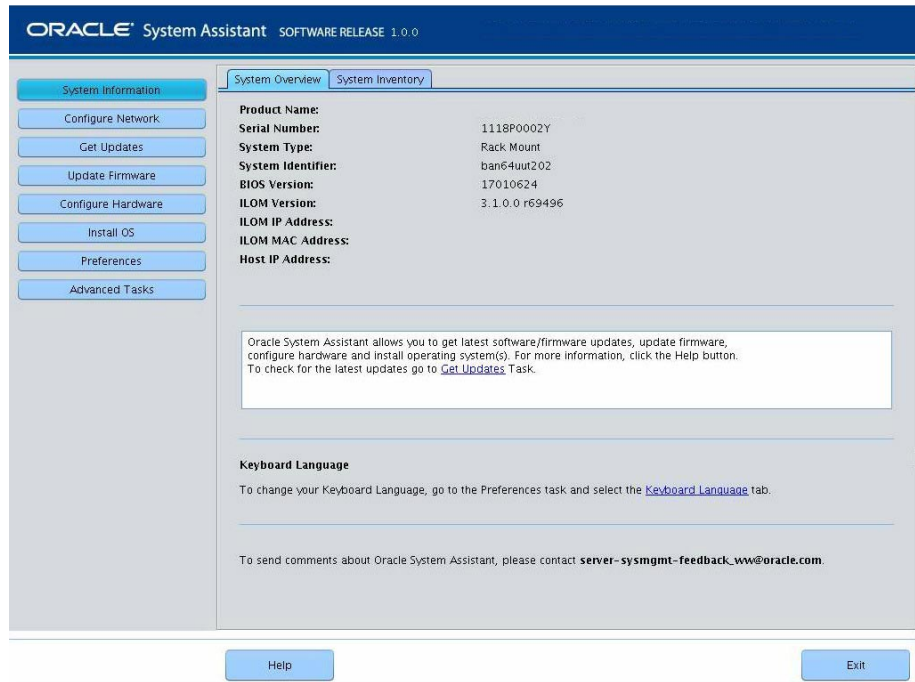 ORACLE System Assistant SOFTWARE RELEASE 1.0.0
System Information
Configure Network
Get Updates
Update Firmware
Configure Hardware
Install OS
Preferences
Advanced Tasks
System Overview
System Inventory
Product Name:
Serial Number: 1118P0002Y
System Type: Rack Mount
System Identifier: ban64uut202
BIOS Version: 17010624
ILOM Version: 3.1.0.0 r69496
ILOM IP Address:
ILOM MAC Address:
Host IP Address:
Oracle System Assistant allows you to get latest software/firmware updates, update firmware,
configure hardware and install operating system(s). For more information, click the Help button.
To check for the latest updates go to Get Updates Task.
Keyboard Language
To change your Keyboard Language, go to the Preferences task and select the Keyboard Language tab.
To send comments about Oracle System Assistant, please contact server-sysmgmt-feedback_ww@oracle.com.
Help
Exit